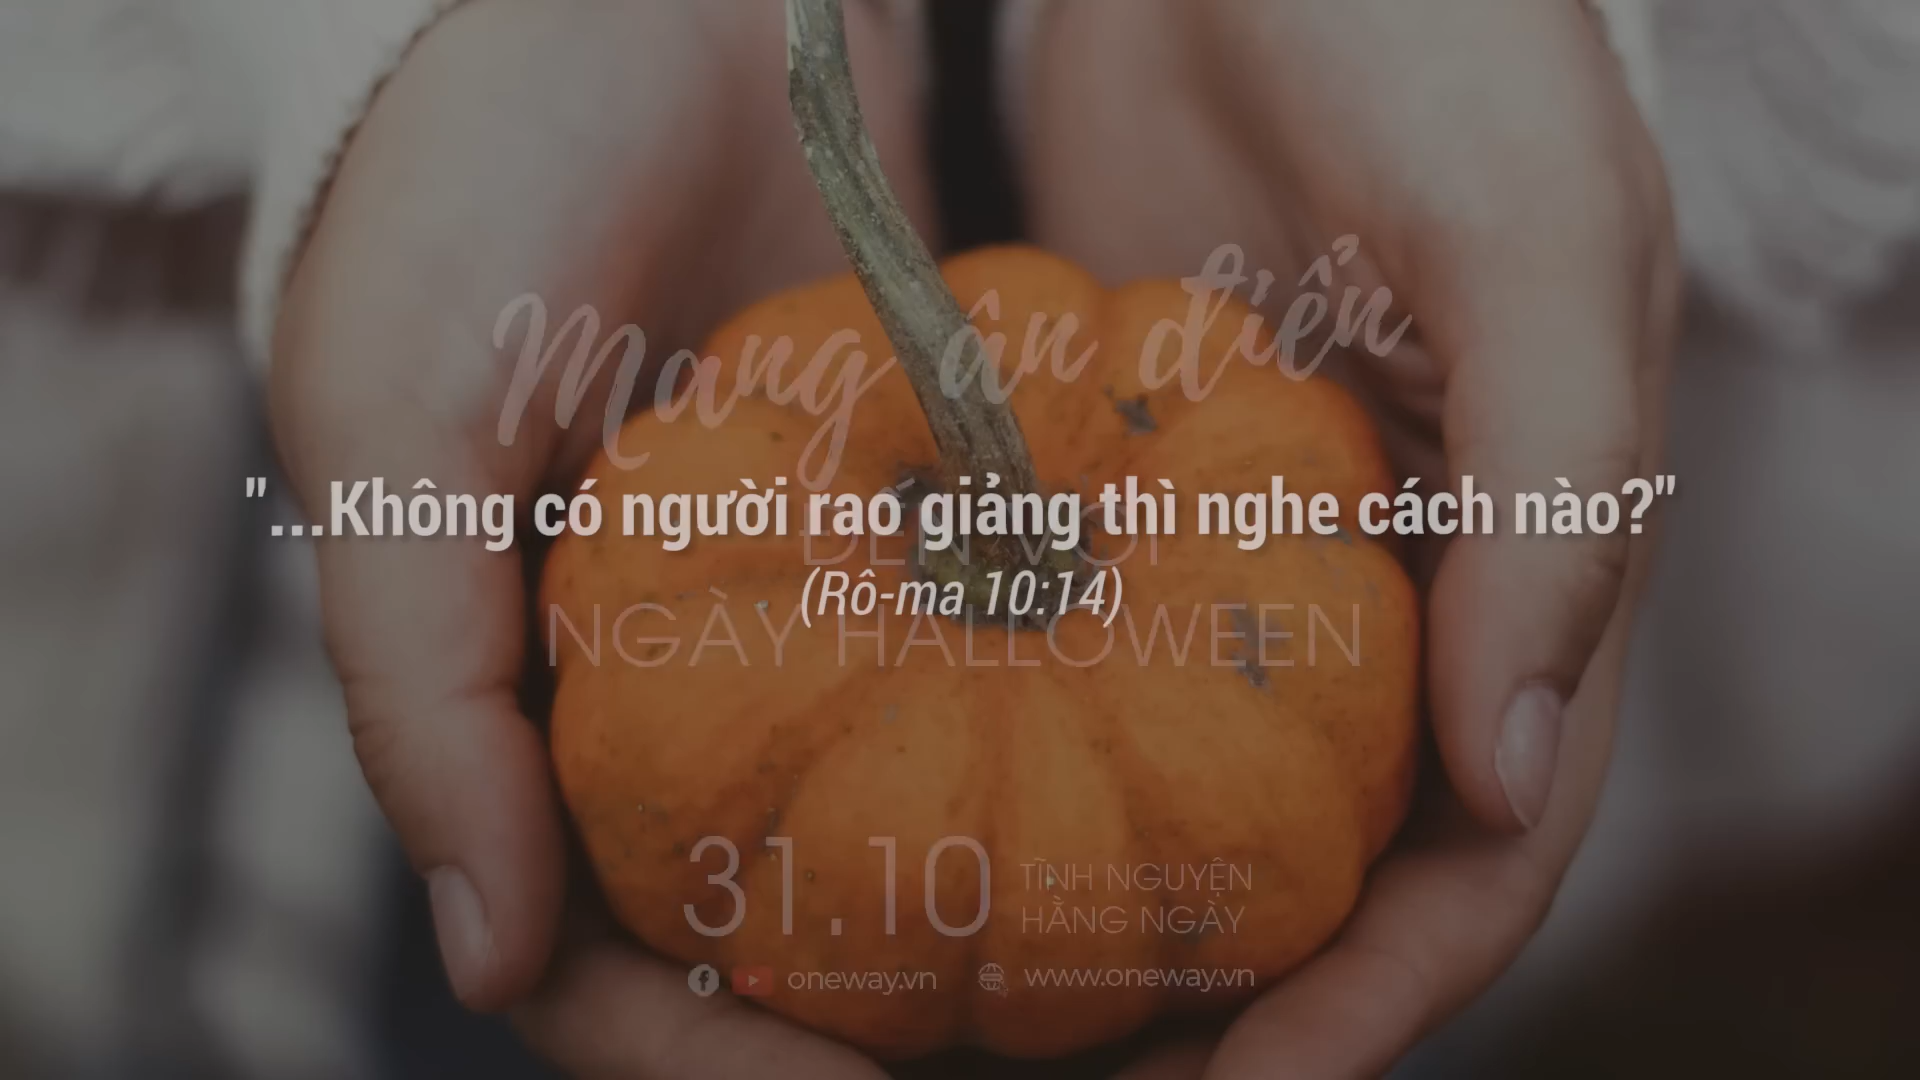 Mang ân điển
"...Không có người rao giảng thì nghe cách nào?"
ĐẾN VỚI
(Rô-ma 10:14)
NGÀY HALLOWEEN
31.10
TĨNH NGUYỆN
HẰNG NGÀY
oneway.vn
www.oneway.vn